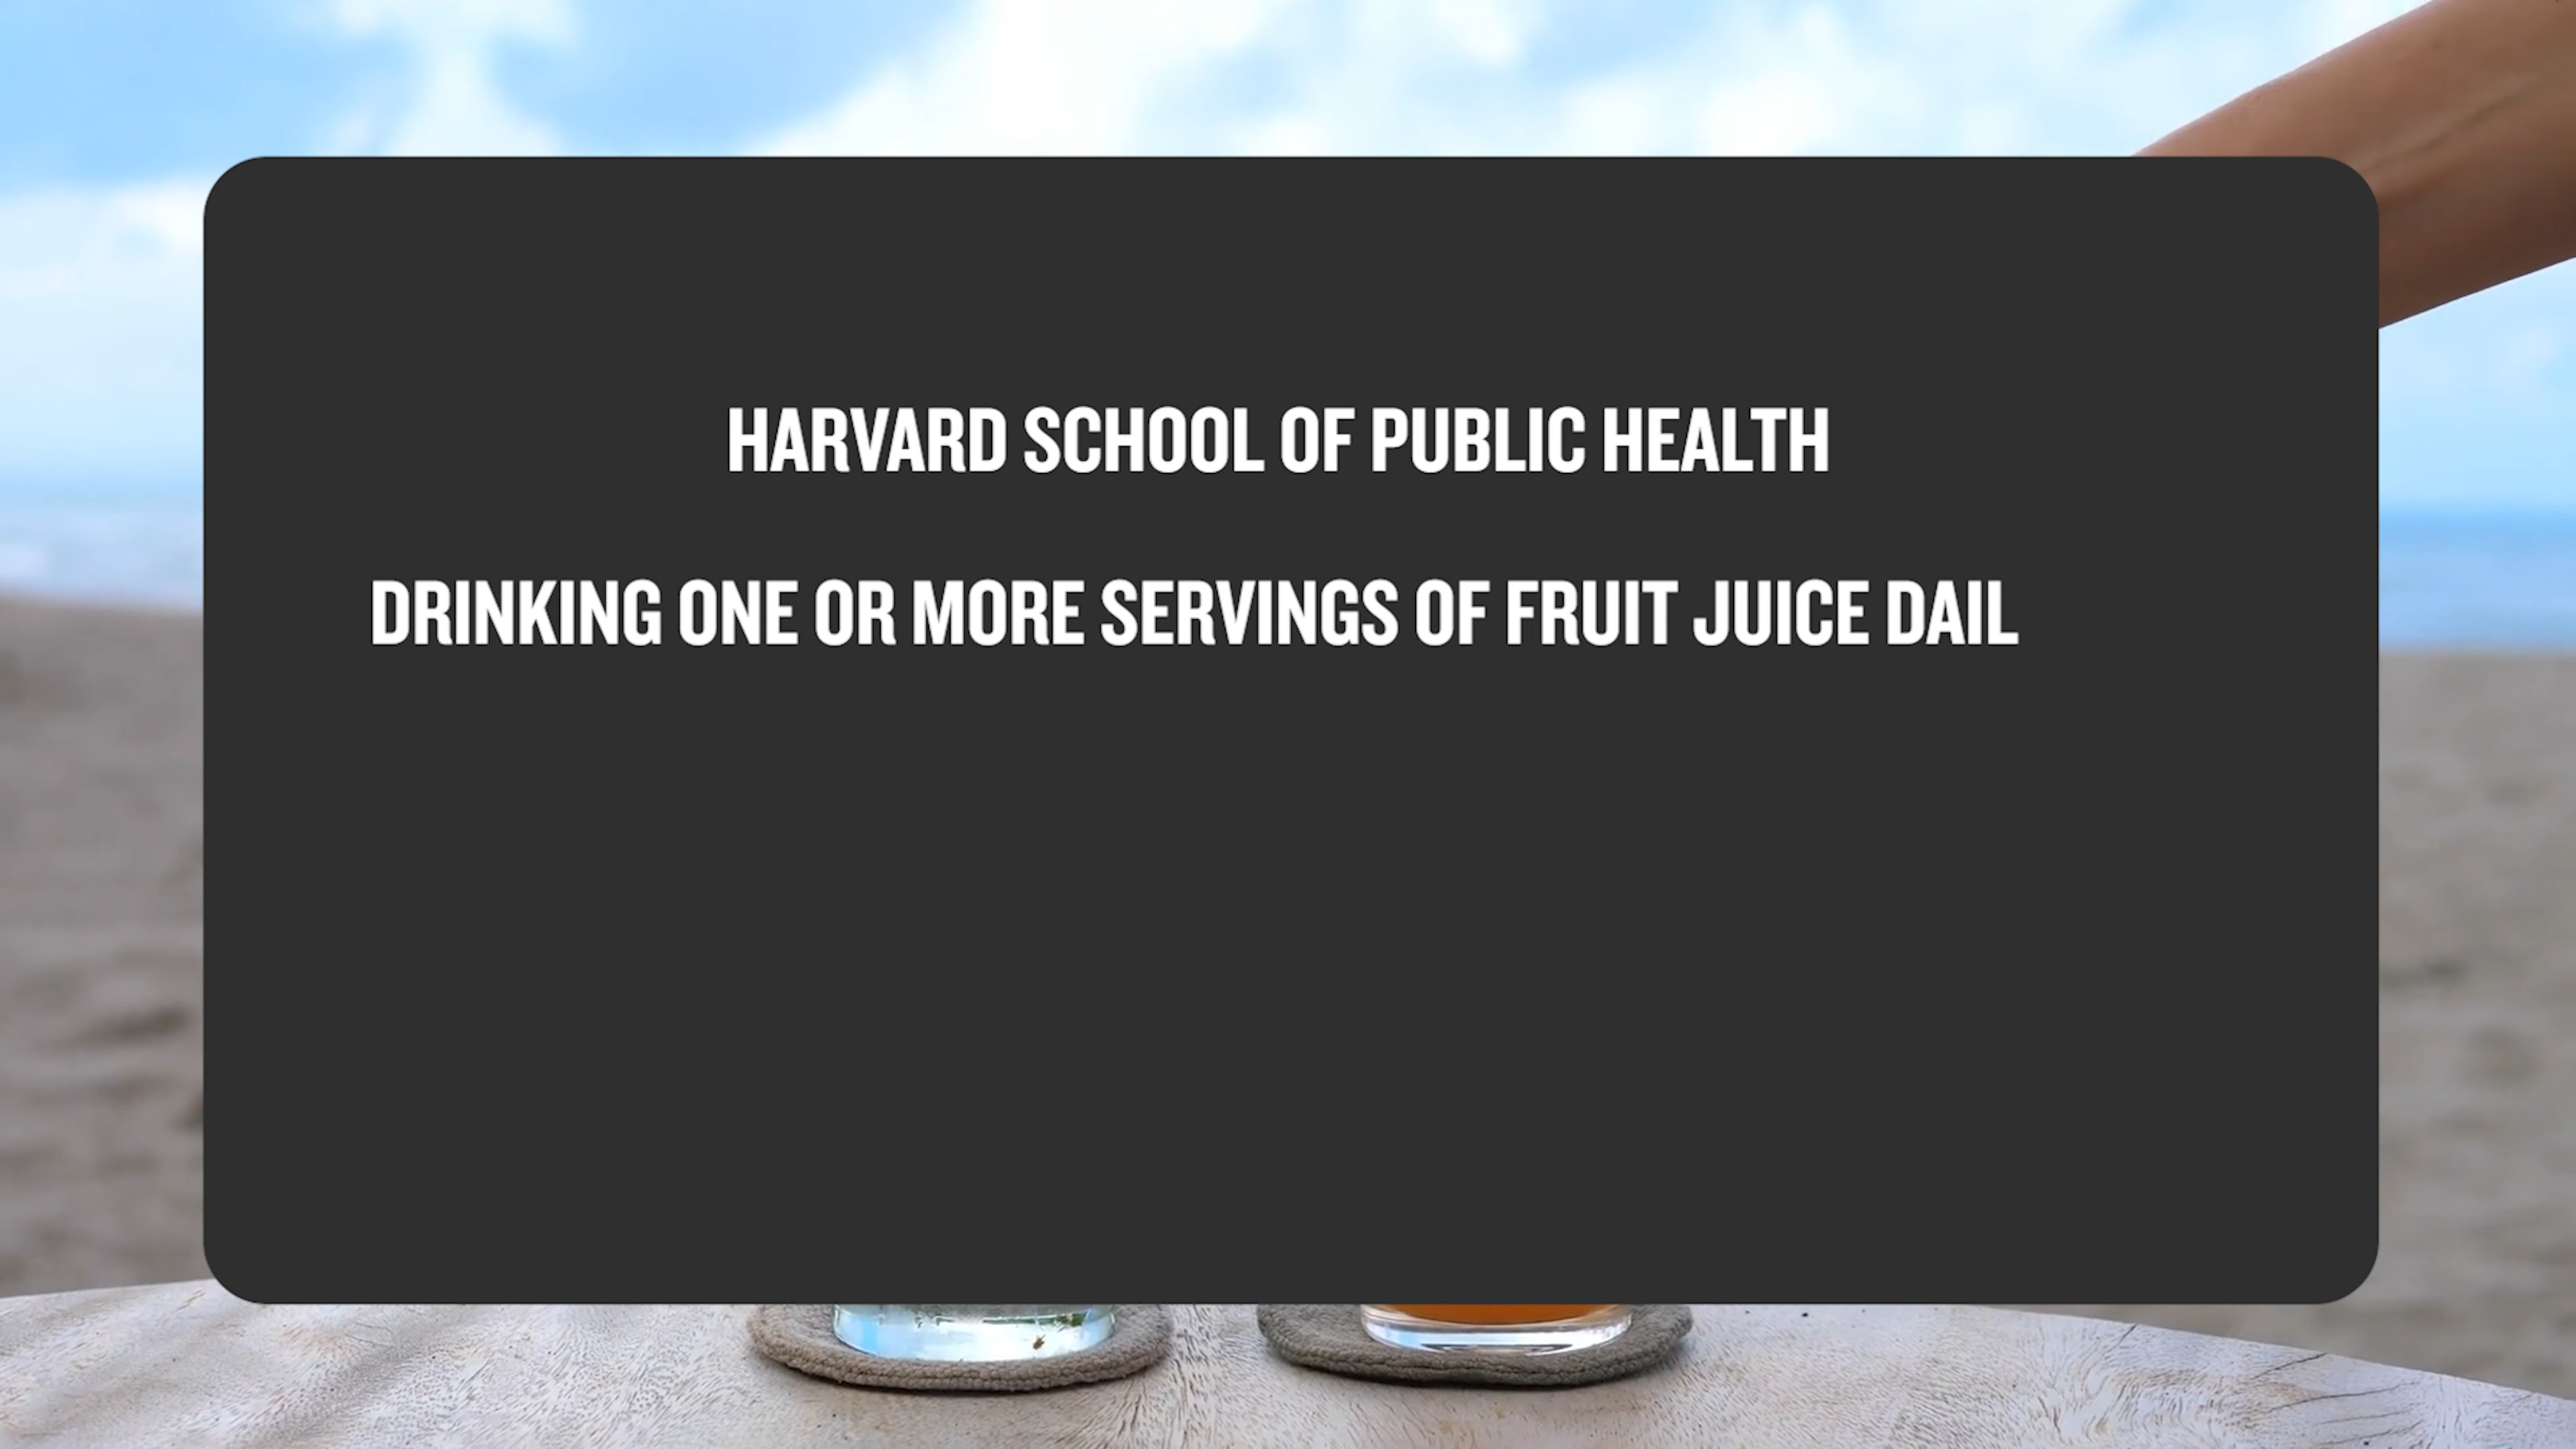 HARVARD SCHOOL OF PUBLIC HEALTH
DRINKING ONE OR MORE SERVINGS OF FRUIT JUICE DAIL